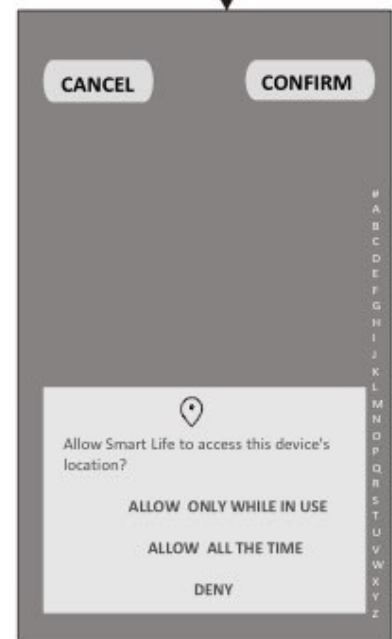 CANCEL
CONFIRM
#
A
B
C
D
E
F
G
H
I
J
K
L
M
N
O
P
Q
R
S
T
U
V
W
X
Y
Z
Allow Smart Life to access this device's
location?
ALLOW ONLY WHILE IN USE
ALLOW ALL THE TIME
DENY